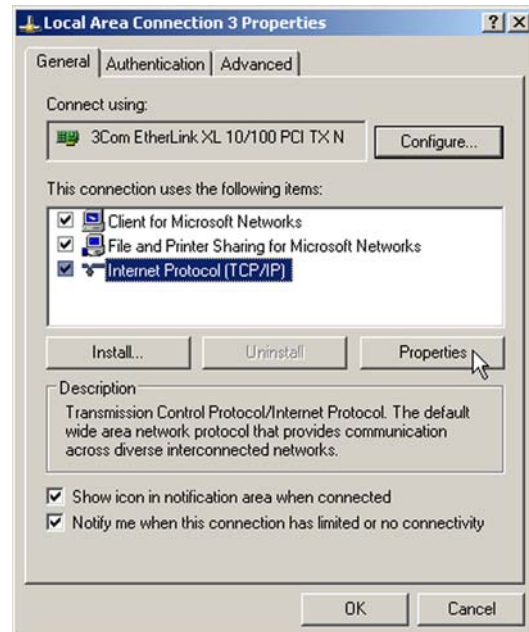 Local Area Connection 3 Properties
General Authentication Advanced
Connect using:
3Com EtherLink XL 10/100 PCI TX N Configure...
This connection uses the following items:
Client for Microsoft Networks
File and Printer Sharing for Microsoft Networks
Internet Protocol (TCP/IP)
Install... Uninstall Properties
Description
Transmission Control Protocol/Internet Protocol. The default
wide area network protocol that provides communication
across diverse interconnected networks.
Show icon in notification area when connected
Notify me when this connection has limited or no connectivity
OK Cancel